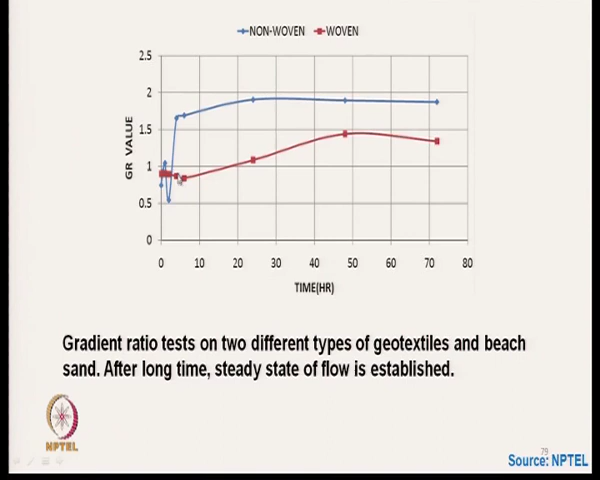 NON-WOVEN WOVEN
2.5
2
1.5
1
0.5
0
GR VALUE
0 10 20 30 40 50 60 70 80
TIME(HR)
Gradient ratio tests on two different types of geotextiles and beach
sand. After long time, steady state of flow is established.
NPTEL
79
Source: NPTEL